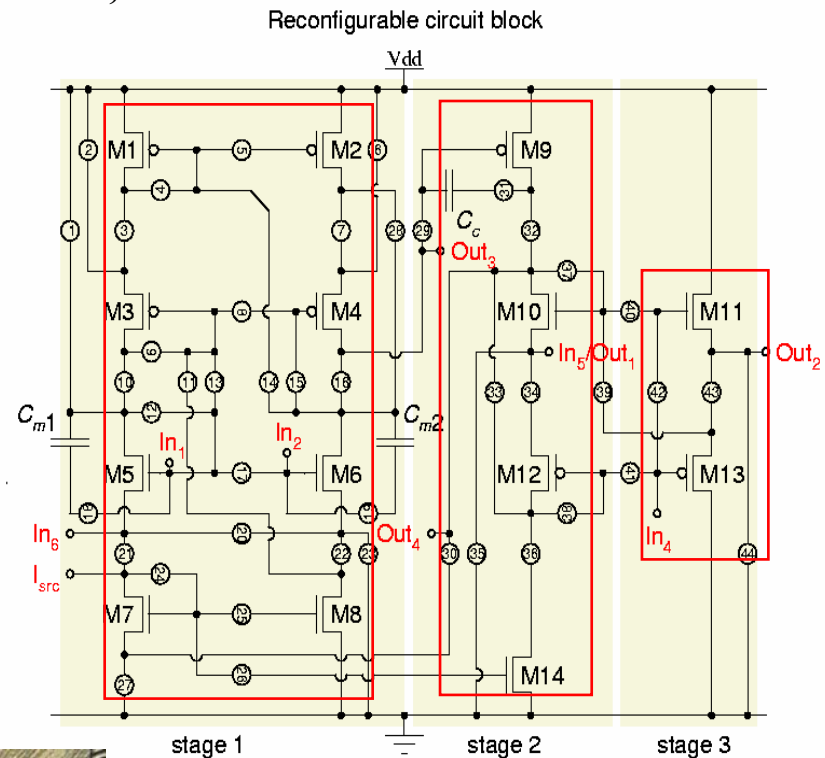 Reconfigurable circuit block
Vdd
M1 5 M2 6 M9
2
4 31
Cc
1 3 7 28 29 32
Out3
37
M3 8 M4 M10 40 M11
9 In5/Out1 Out2
10 11 13 14 15 16 33 34 39 42 43
Cm1 12 Cm2
In1 In2
M5 17 M6 M12 41 M13
18 19 38 In4
In6 20 Out4
21 22 23 30 35 36 44
Isrc 24
M7 25 M8
26 M14
27
stage 1 stage 2 stage 3